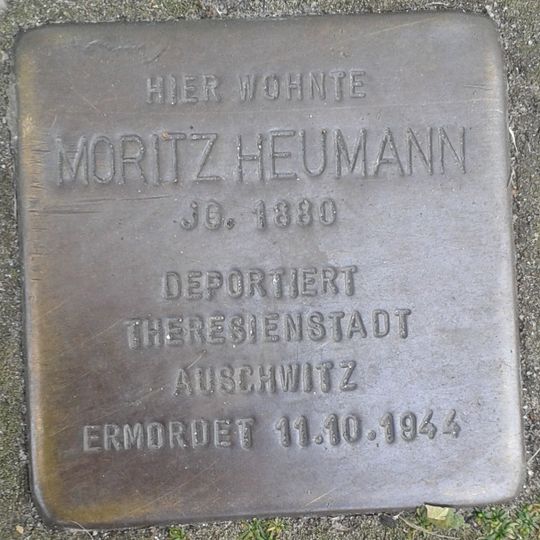 HIER WOHNTE
MORITZ HEUMANN
JG. 1880
DEPORTIERT
THERESIENSTADT
AUSCHWITZ
ERMORDET 11.10.1944